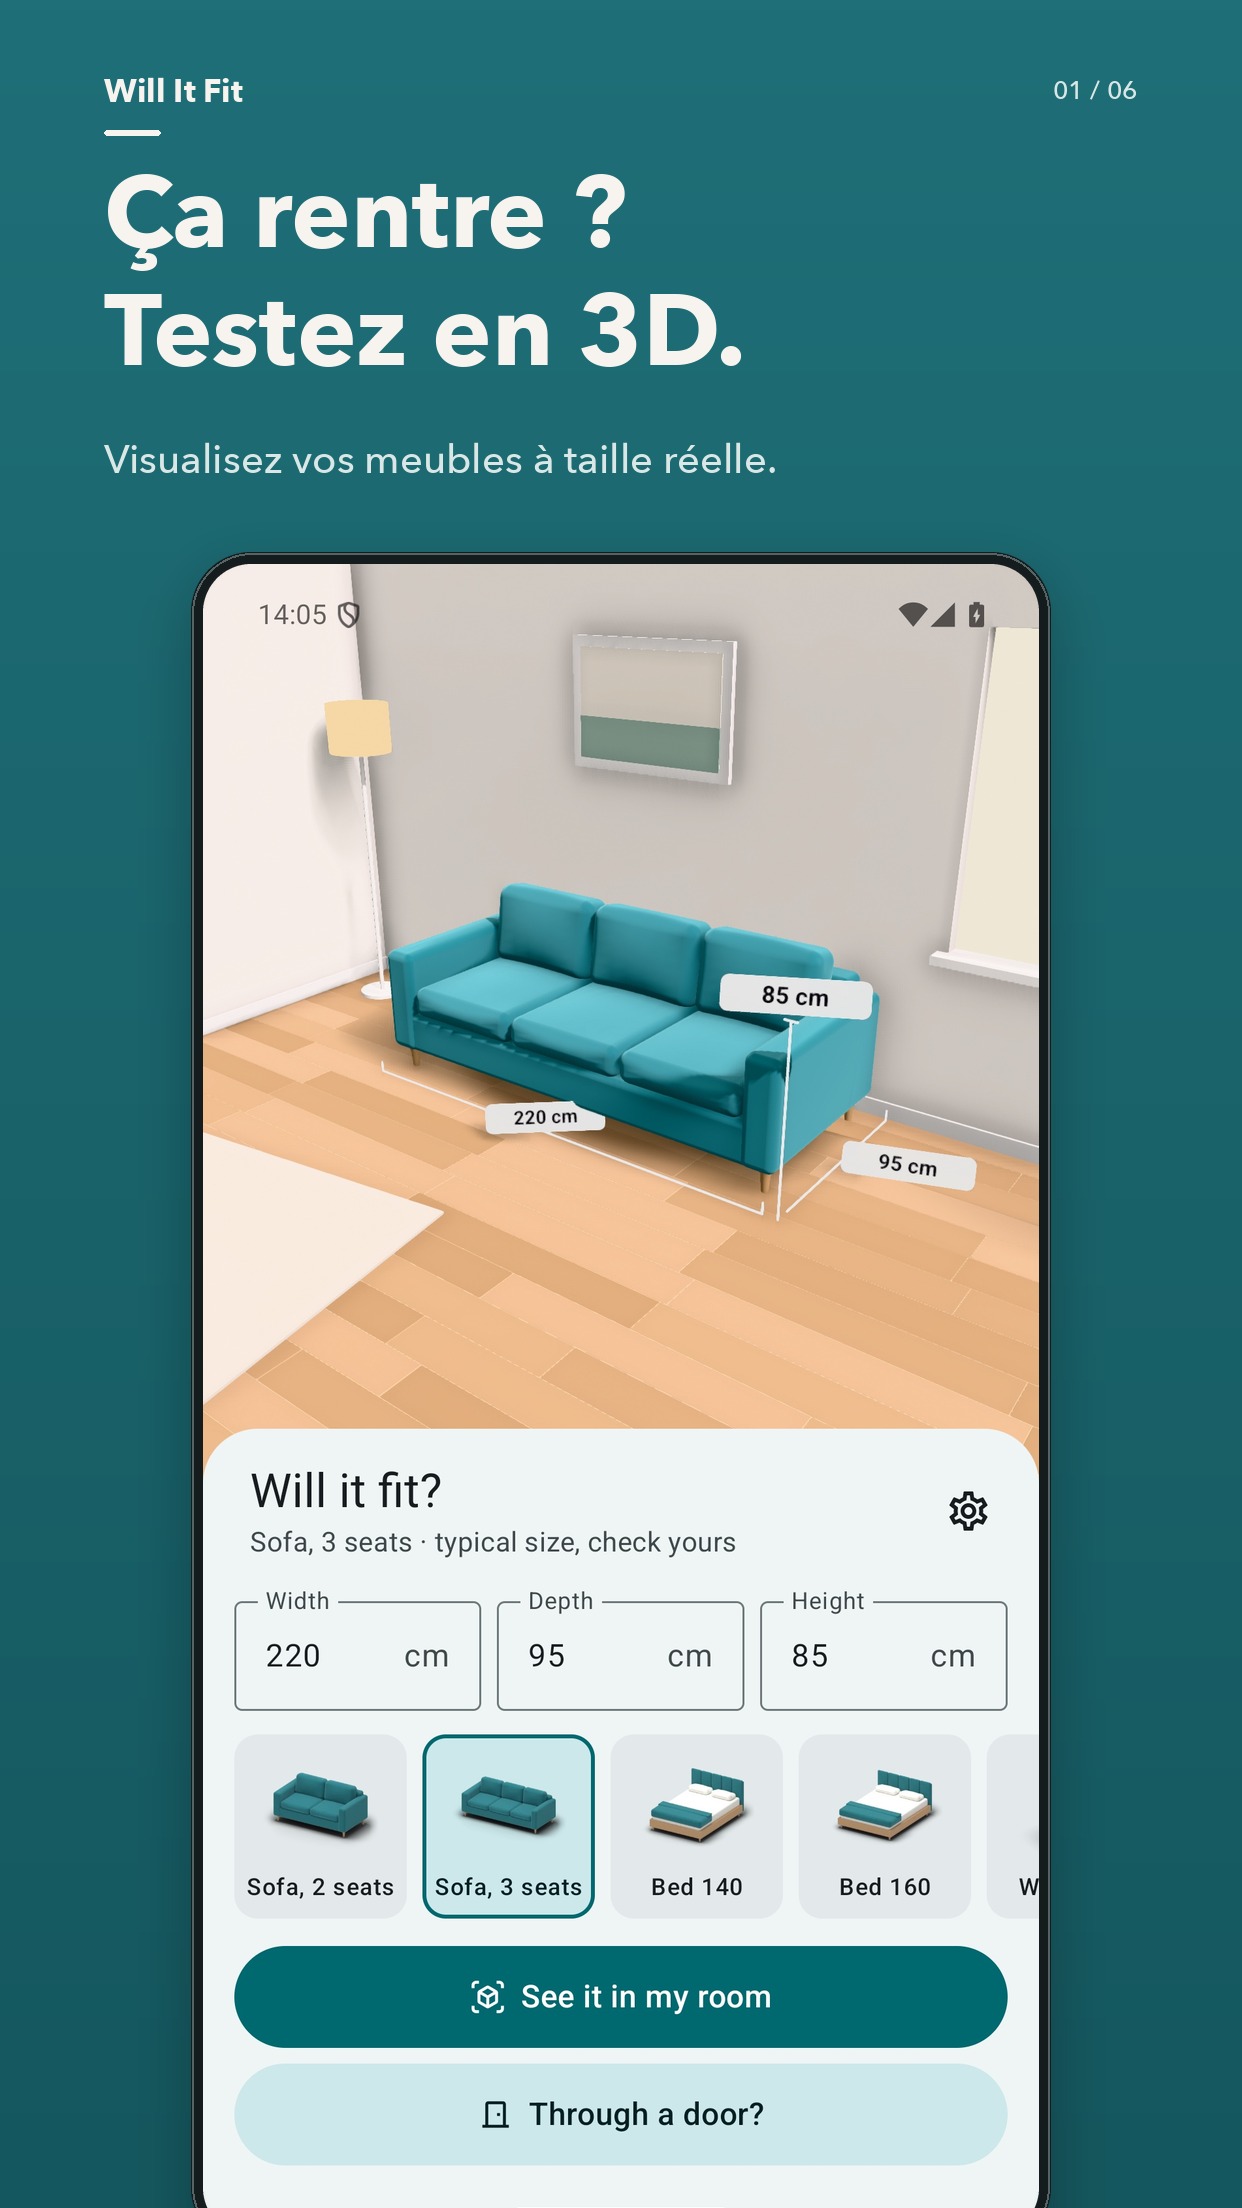 Will It Fit
01 / 06
Ça rentre ?
Testez en 3D.
Visualisez vos meubles à taille réelle.
14:05
85 cm
220 cm
95 cm
Will it fit?
Sofa, 3 seats · typical size, check yours
Width Depth Height
220 cm 95 cm 85 cm
Sofa, 2 seats Sofa, 3 seats Bed 140 Bed 160
See it in my room
Through a door?